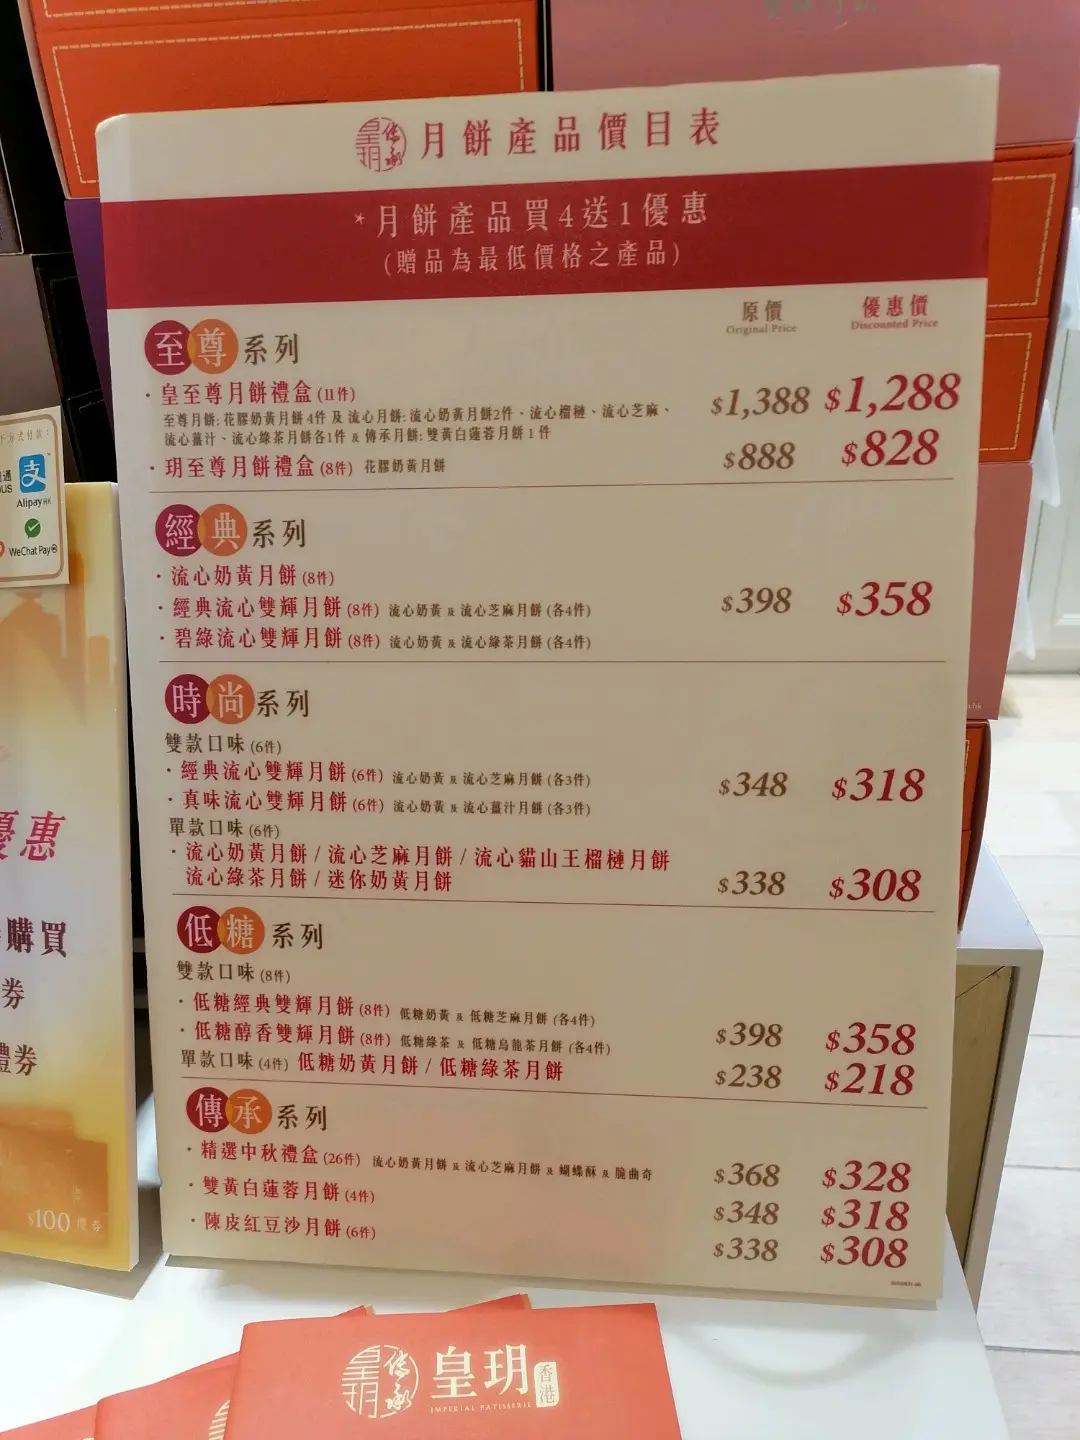 皇玥 傳承 月餅產品價目表
*月餅產品買4送1優惠
(贈品為最低價格之產品)
原價 優惠價
Original Price Discounted Price
至尊系列
· 皇至尊月餅禮盒 (11件) $1,388 $1,288
至尊月餅: 花膠奶黃月餅 4件 及 流心月餅: 流心奶黃月餅2件、流心榴槤、流心芝麻、
流心薑汁、流心綠茶月餅各1件 及 傳承月餅: 雙黃白蓮蓉月餅 1 件
· 玥至尊月餅禮盒 (8件) 花膠奶黃月餅 $888 $828
經典系列
· 流心奶黃月餅 (8件)
· 經典流心雙輝月餅 (8件) 流心奶黃 及 流心芝麻月餅 (各4件) $398 $358
· 碧綠流心雙輝月餅 (8件) 流心奶黃 及 流心綠茶月餅 (各4件)
時尚系列
雙款口味 (6件)
· 經典流心雙輝月餅 (6件) 流心奶黃 及 流心芝麻月餅 (各3件) $348 $318
· 真味流心雙輝月餅 (6件) 流心奶黃 及 流心薑汁月餅 (各3件)
單款口味 (6件)
· 流心奶黃月餅 / 流心芝麻月餅 / 流心貓山王榴槤月餅
流心綠茶月餅 / 迷你奶黃月餅 $338 $308
低糖系列
雙款口味 (8件)
· 低糖經典雙輝月餅 (8件) 低糖奶黃 及 低糖芝麻月餅 (各4件)
· 低糖醇香雙輝月餅 (8件) 低糖綠茶 及 低糖烏龍茶月餅 (各4件) $398 $358
單款口味 (4件) 低糖奶黃月餅 / 低糖綠茶月餅 $238 $218
傳承系列
· 精選中秋禮盒 (26件) 流心奶黃月餅 及 流心芝麻月餅 及 蝴蝶酥 及 脆曲奇 $368 $328
· 雙黃白蓮蓉月餅 (4件) $348 $318
· 陳皮紅豆沙月餅 (6件) $338 $308
Alipay HK
WeChat Pay
優惠
購買
券
禮券
$100 禮券
皇玥 傳承 皇玥 香港
IMPERIAL PATISSERIE